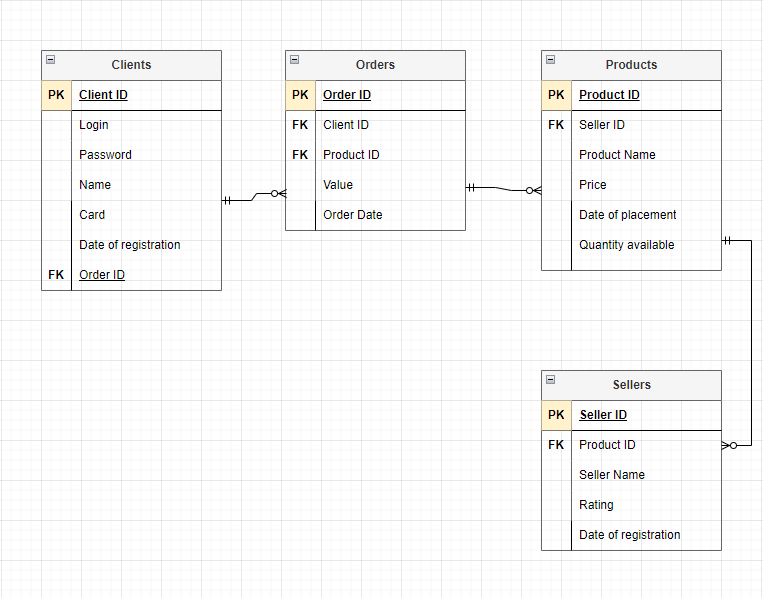 Clients
PK Client ID
Login
Password
Name
Card
Date of registration
FK Order ID
Orders
PK Order ID
FK Client ID
FK Product ID
Value
Order Date
Products
PK Product ID
FK Seller ID
Product Name
Price
Date of placement
Quantity available
Sellers
PK Seller ID
FK Product ID
Seller Name
Rating
Date of registration